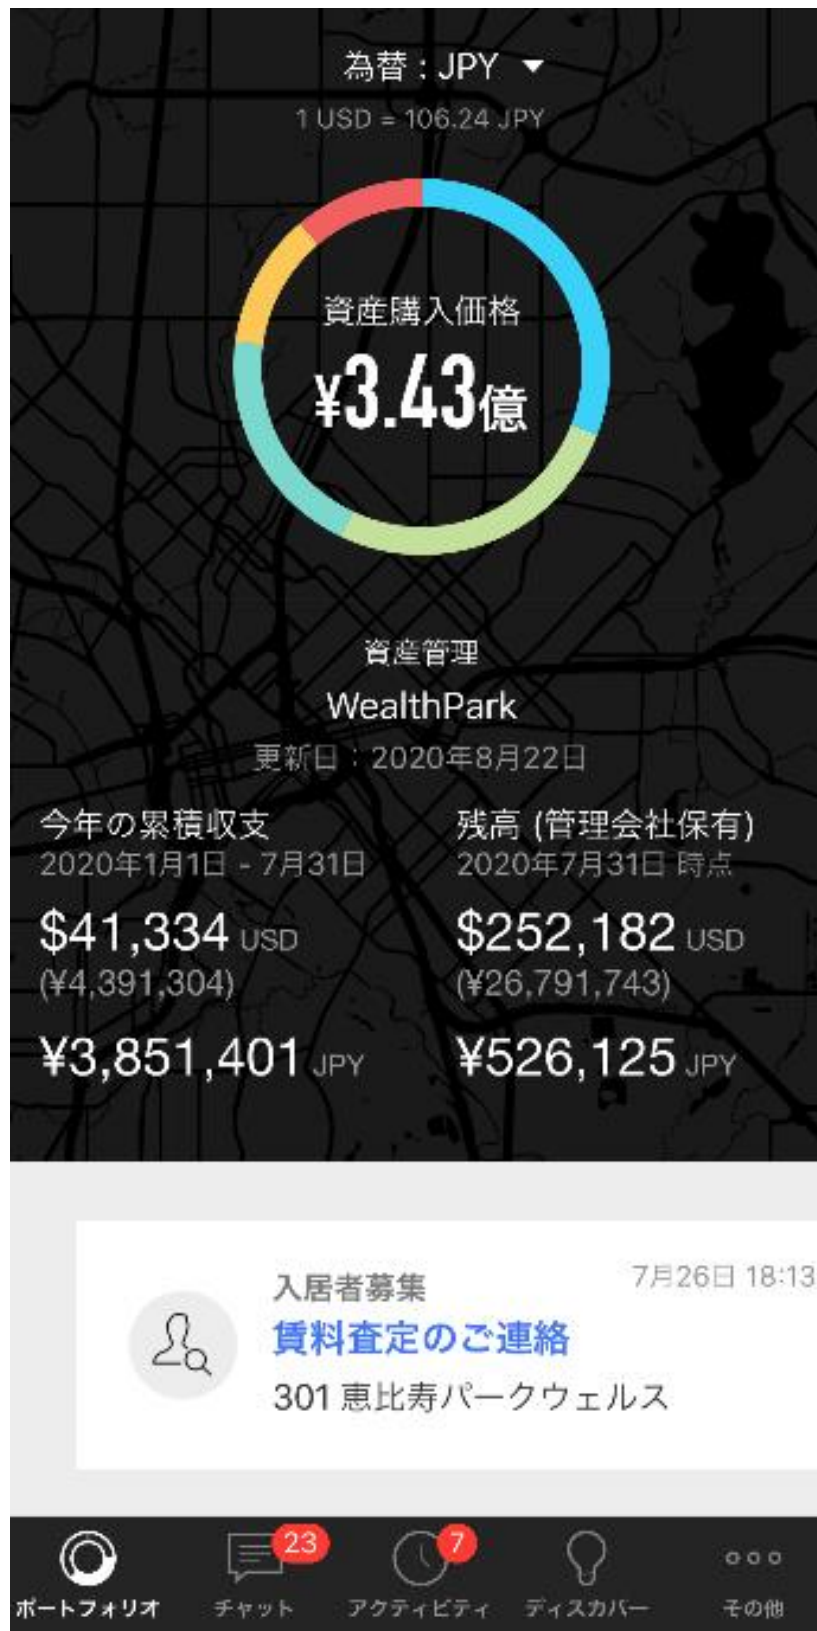 為替：JPY
1 USD = 106.24 JPY
資産購入価格
¥3.43億
資産管理
WealthPark
更新日：2020年8月22日
今年の累積収支
2020年1月1日 - 7月31日
$41,334 USD
(¥4,391,304)
¥3,851,401 JPY
残高 (管理会社保有)
2020年7月31日 時点
$252,182 USD
(¥26,791,743)
¥526,125 JPY
入居者募集
7月26日 18:13
賃料査定のご連絡
301 恵比寿パークウェルス
23
7
ポートフォリオ
チャット
アクティビティ
ディスカバー
その他